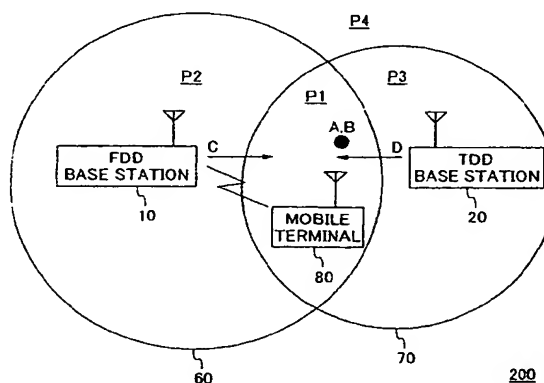 P4
P2
P3
P1
A,B
C
D
FDD
BASE STATION
TDD
BASE STATION
10
20
MOBILE
TERMINAL
80
60
70
200